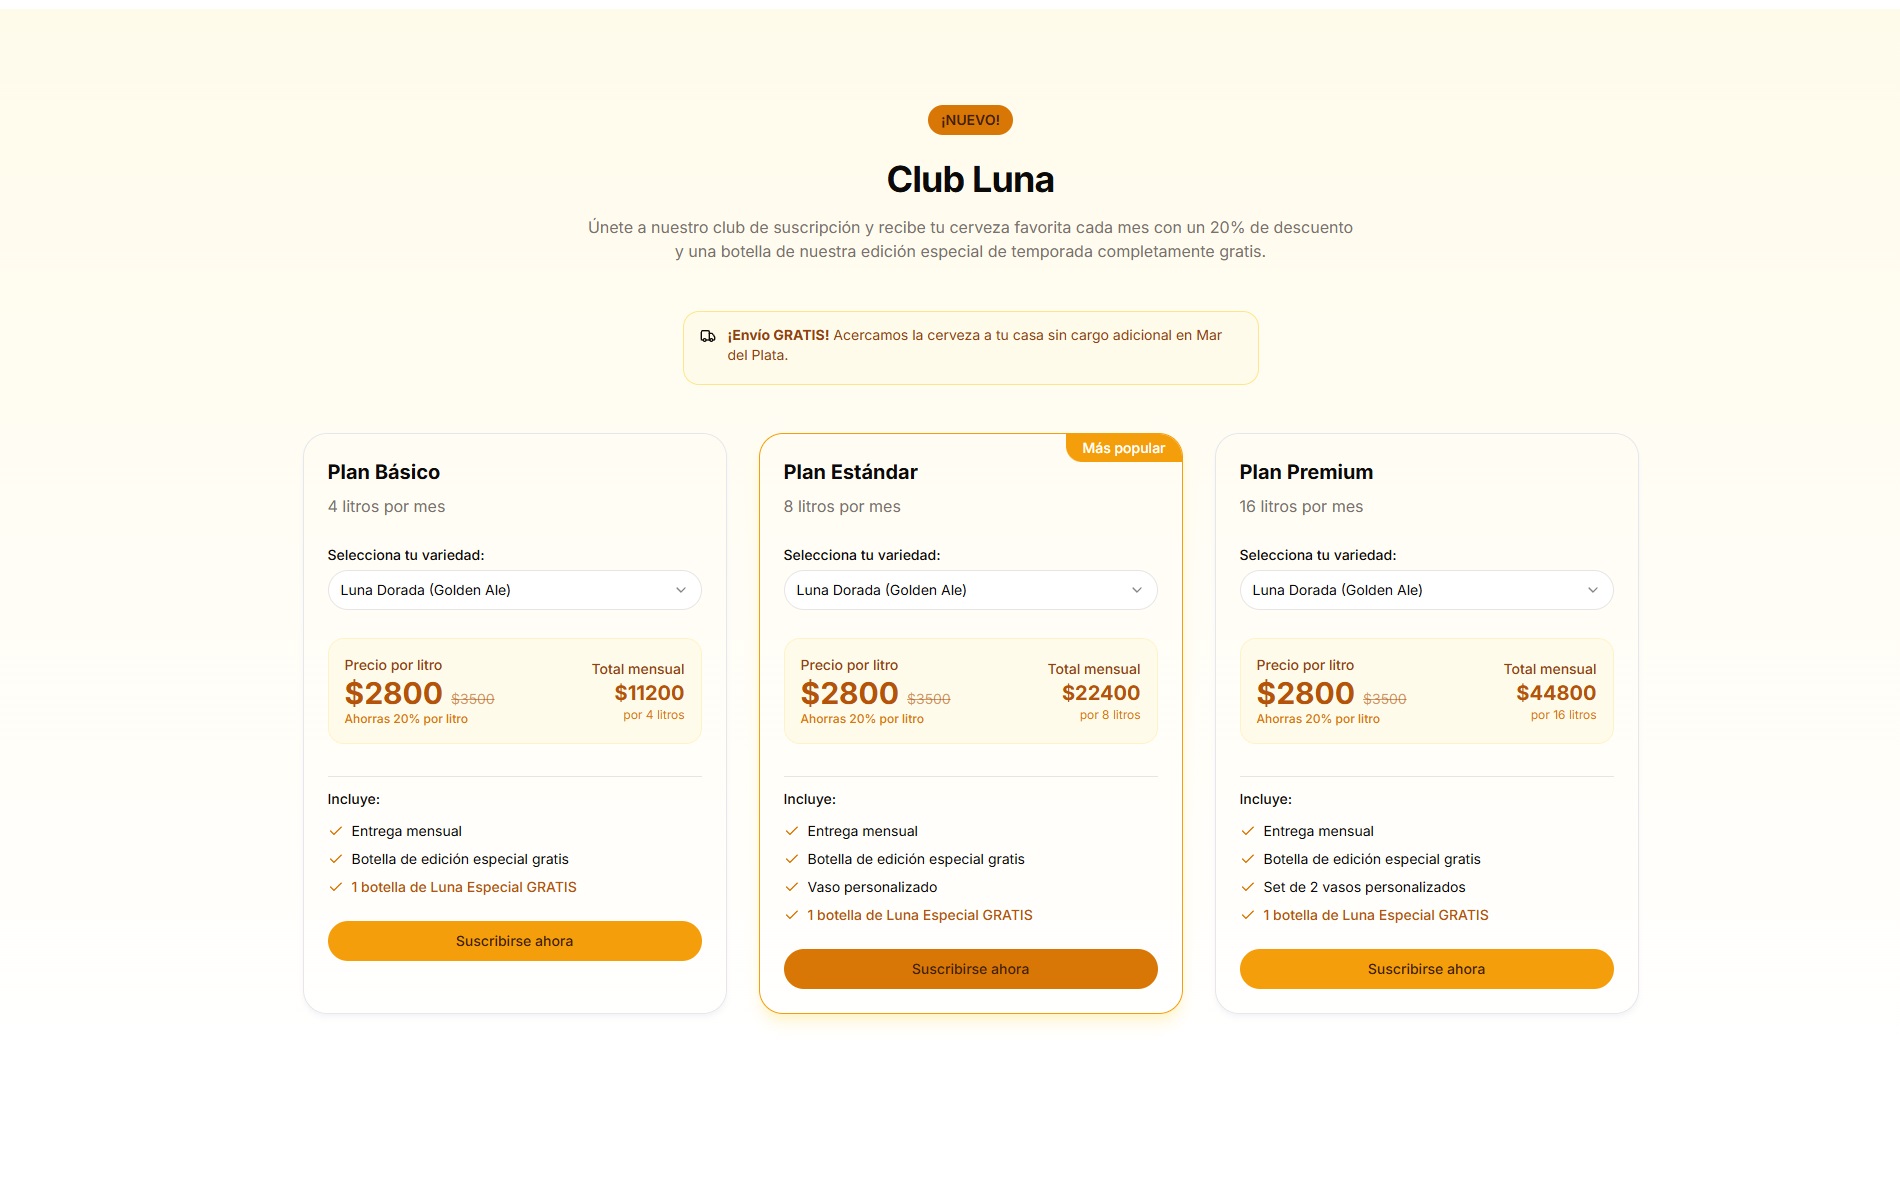 ¡NUEVO!
Club Luna
Únete a nuestro club de suscripción y recibe tu cerveza favorita cada mes con un 20% de descuento
y una botella de nuestra edición especial de temporada completamente gratis.
¡Envío GRATIS! Acercamos la cerveza a tu casa sin cargo adicional en Mar
del Plata.
Plan Básico
4 litros por mes
Selecciona tu variedad:
Luna Dorada (Golden Ale)
Precio por litro
$2800 $3500
Ahorras 20% por litro
Total mensual
$11200
por 4 litros
Incluye:
Entrega mensual
Botella de edición especial gratis
1 botella de Luna Especial GRATIS
Suscribirse ahora
Más popular
Plan Estándar
8 litros por mes
Selecciona tu variedad:
Luna Dorada (Golden Ale)
Precio por litro
$2800 $3500
Ahorras 20% por litro
Total mensual
$22400
por 8 litros
Incluye:
Entrega mensual
Botella de edición especial gratis
Vaso personalizado
1 botella de Luna Especial GRATIS
Suscribirse ahora
Plan Premium
16 litros por mes
Selecciona tu variedad:
Luna Dorada (Golden Ale)
Precio por litro
$2800 $3500
Ahorras 20% por litro
Total mensual
$44800
por 16 litros
Incluye:
Entrega mensual
Botella de edición especial gratis
Set de 2 vasos personalizados
1 botella de Luna Especial GRATIS
Suscribirse ahora